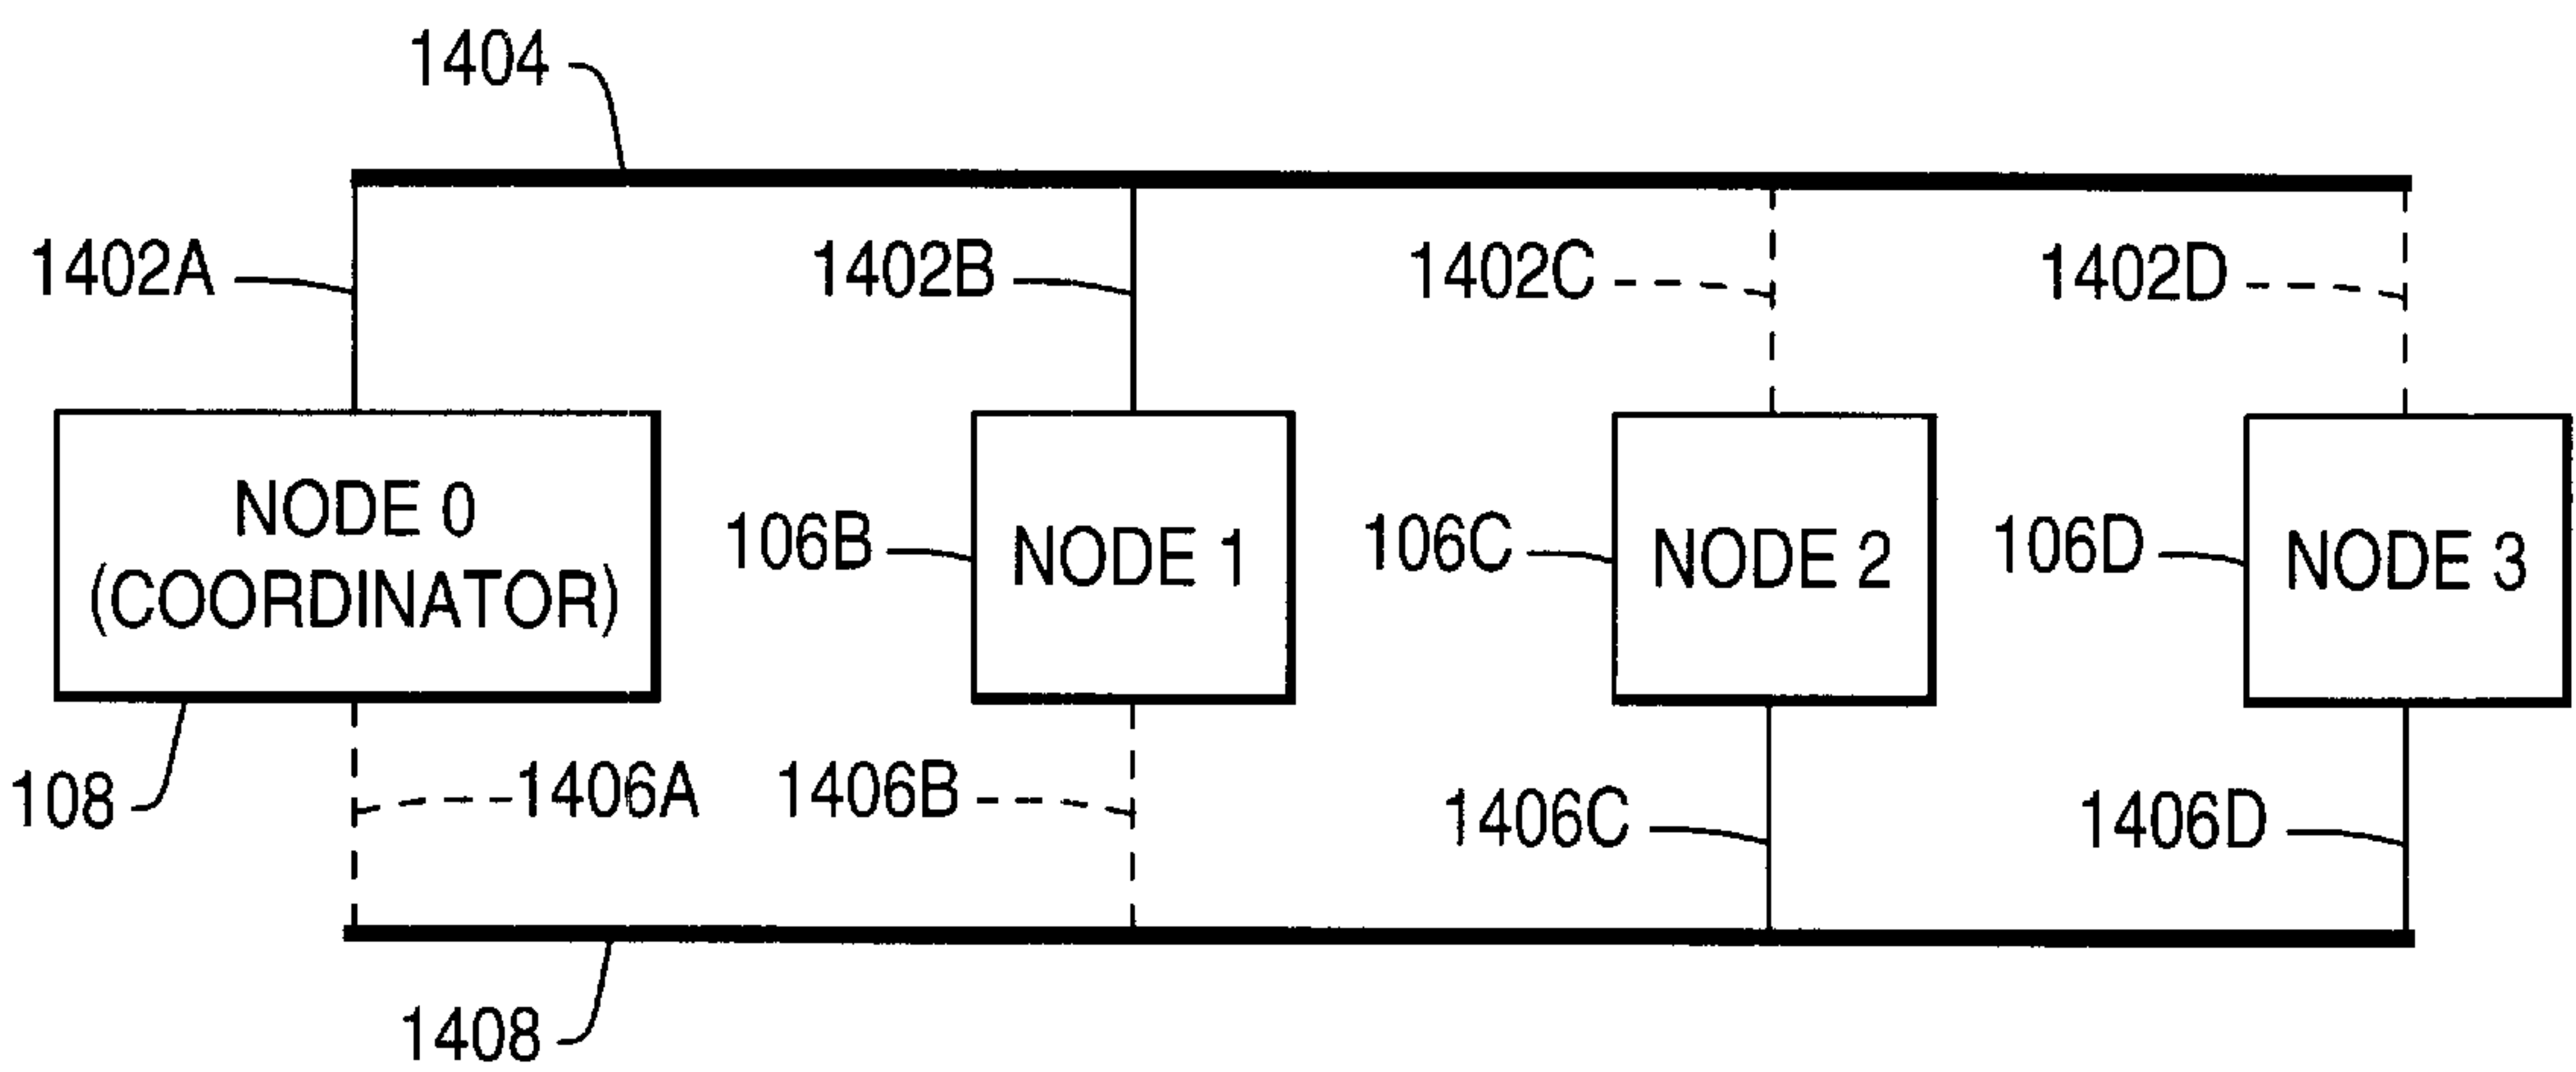 1404
1402A
1402B
1402C
1402D
NODE 0
(COORDINATOR)
106B
NODE 1
106C
NODE 2
106D
NODE 3
108
1406A
1406B
1406C
1406D
1408